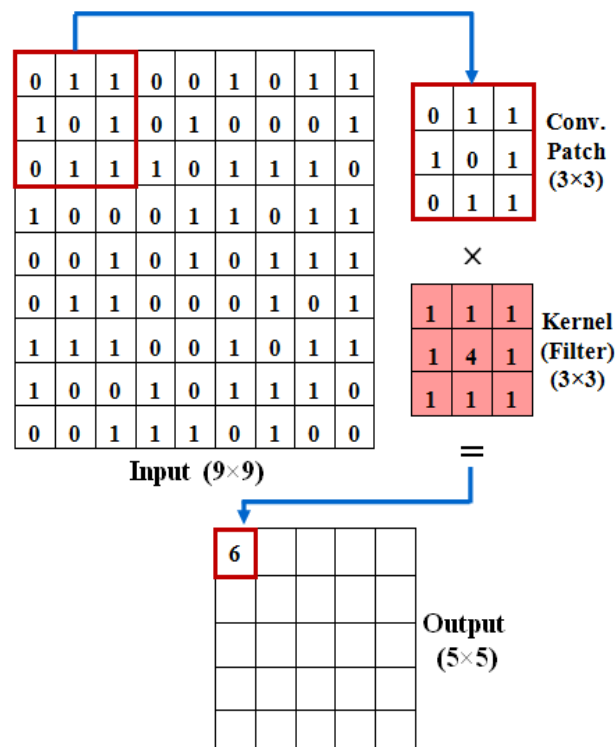 0 1 1 0 0 1 0 1 1
1 0 1 0 1 0 0 0 1
0 1 1 1 0 1 1 1 0
1 0 0 0 1 1 0 1 1
0 0 1 0 1 0 1 1 1
0 1 1 0 0 0 1 0 1
1 1 1 0 0 1 0 1 1
1 0 0 1 0 1 1 1 0
0 0 1 1 1 0 1 0 0
Input (9×9)
0 1 1
1 0 1
0 1 1
Conv.
Patch
(3×3)
×
1 1 1
1 4 1
1 1 1
Kernel
(Filter)
(3×3)
=
6
Output
(5×5)